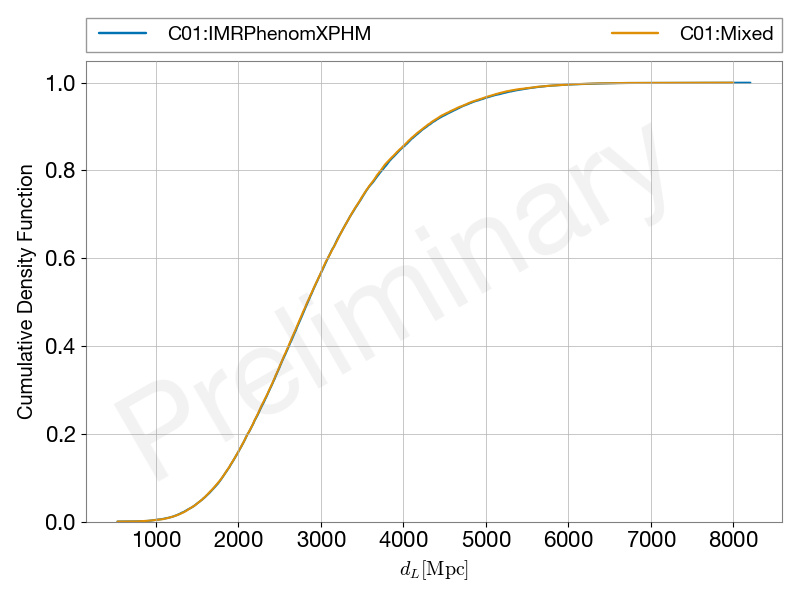 C01:IMRPhenomXPHM C01:Mixed
1.0
0.8
0.6
0.4
0.2
0.0
Cumulative Density Function
Preliminary
1000 2000 3000 4000 5000 6000 7000 8000
d_L[Mpc]